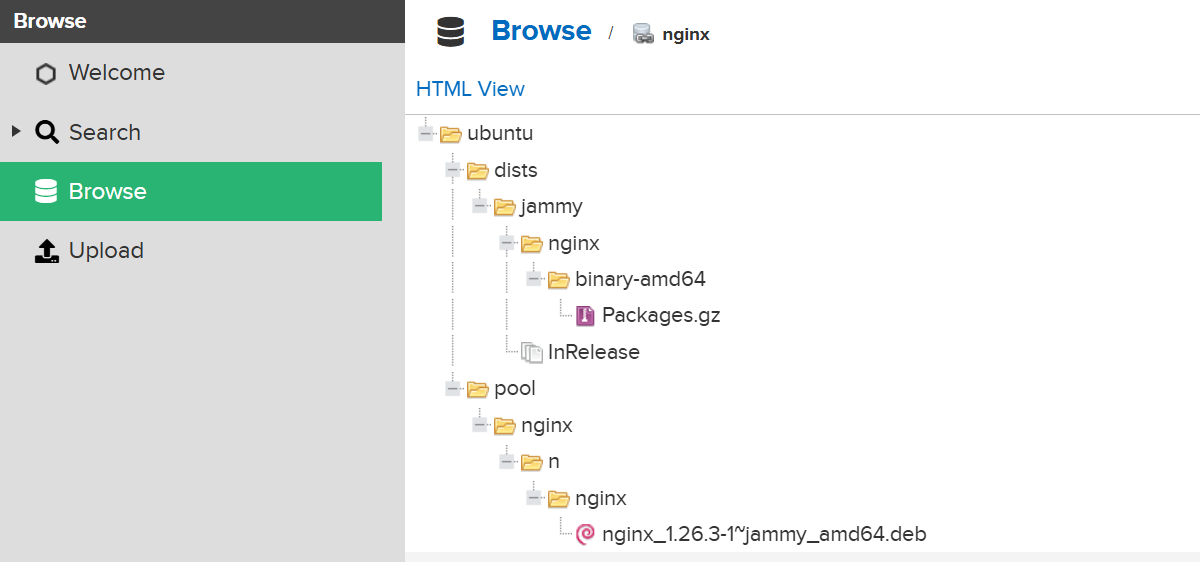 Browse
Welcome
Search
Browse
Upload
Browse / nginx
HTML View
ubuntu
dists
jammy
nginx
binary-amd64
Packages.gz
InRelease
pool
nginx
n
nginx
nginx_1.26.3-1~jammy_amd64.deb